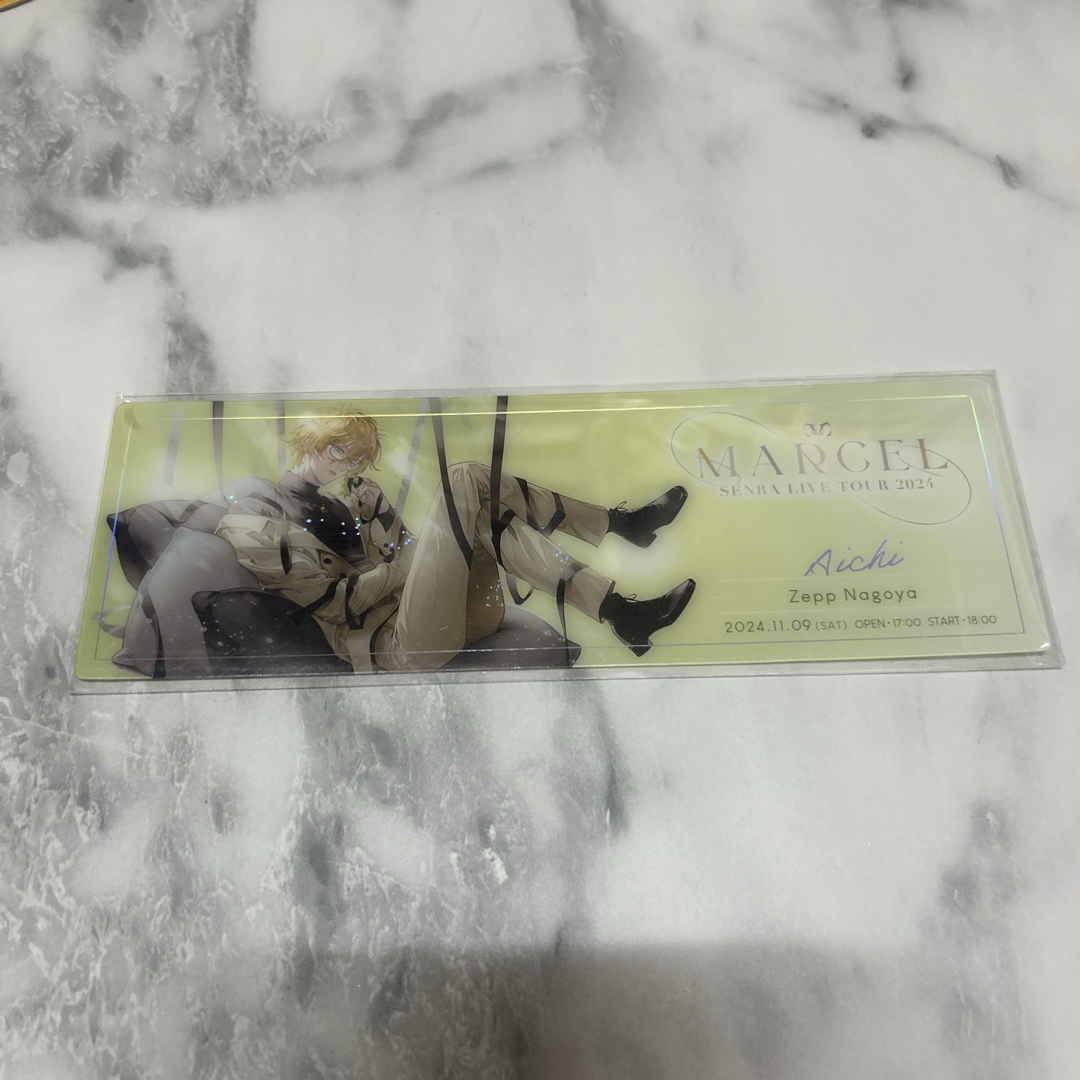 MARCEL
SENRA LIVE TOUR 2024
Aichi
Zepp Nagoya
2024.11.09 (SAT) OPEN・17:00 START・18:00